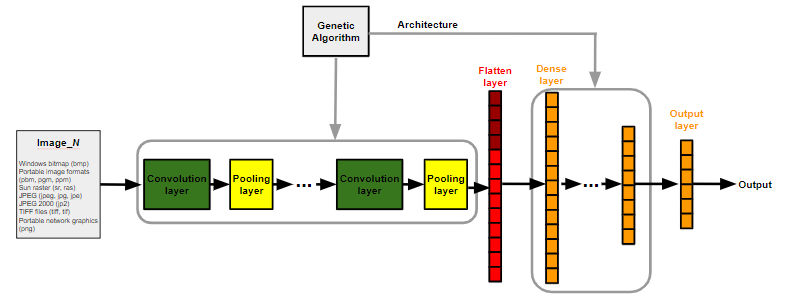 Genetic
Algorithm
Architecture
Image_N
Windows bitmap (bmp)
Portable image formats
(pbm, pgm, ppm)
Sun raster (sr, ras)
JPEG (jpeg, jpg, jpe)
JPEG 2000 (jp2)
TIFF files (tiff, tif)
Portable network graphics
(png)
Convolution
layer
Pooling
layer
...
Convolution
layer
Pooling
layer
Flatten
layer
Dense
layer
...
Output
layer
Output